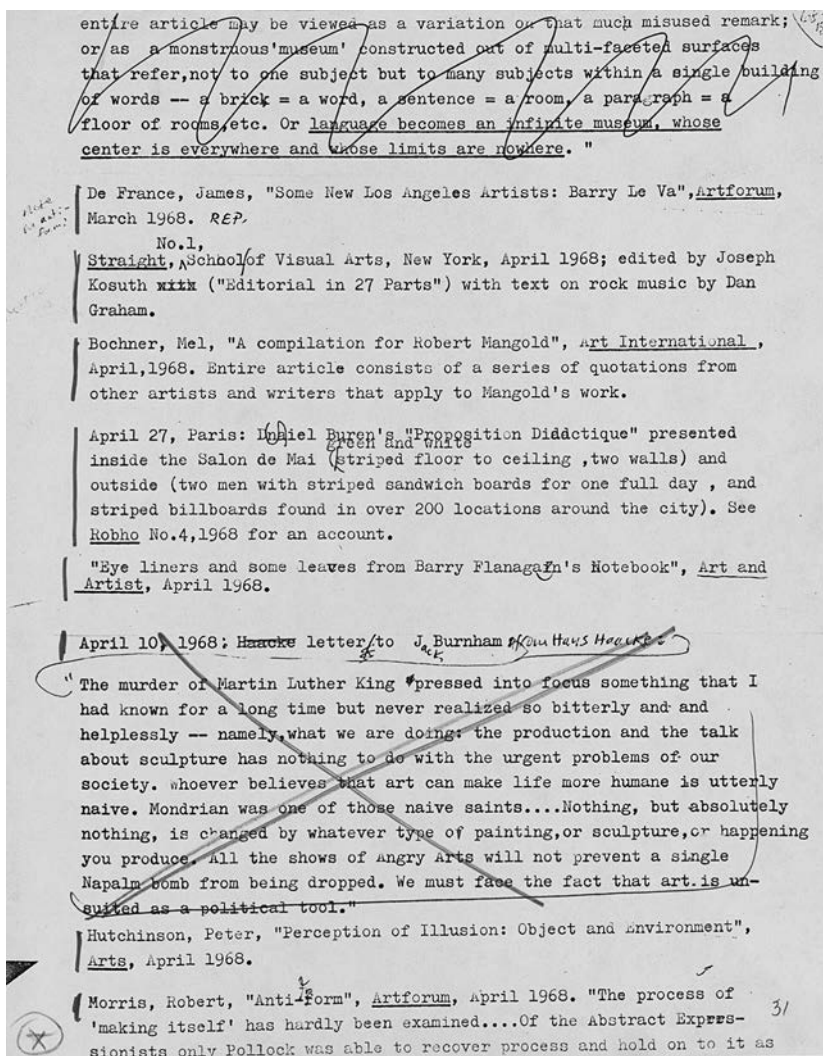 entire article may be viewed as a variation on that much misused remark;
or as a monstruous'museum' constructed out of multi-faceted surfaces
that refer,not to one subject but to many subjects within a single building
of words -- a brick = a word, a sentence = a room, a paragraph = a
floor of rooms,etc. Or language becomes an infinite museum, whose
center is everywhere and whose limits are nowhere. "
De France, James, "Some New Los Angeles Artists: Barry Le Va",Artforum,
March 1968. REP.
No.1,
Straight, School of Visual Arts, New York, April 1968; edited by Joseph
Kosuth ("Editorial in 27 Parts") with text on rock music by Dan
Graham.
Bochner, Mel, "A compilation for Robert Mangold", Art International ,
April,1968. Entire article consists of a series of quotations from
other artists and writers that apply to Mangold's work.
April 27, Paris: Daniel Buren's "Proposition Didactique" presented
green and white
inside the Salon de Mai (striped floor to ceiling ,two walls) and
outside (two men with striped sandwich boards for one full day , and
striped billboards found in over 200 locations around the city). See
Robho No.4,1968 for an account.
"Eye liners and some leaves from Barry Flanagan's Notebook", Art and
Artist, April 1968.
April 10, 1968: Haacke letter to Jack Burnham from Hans Haacke:
"The murder of Martin Luther King pressed into focus something that I
had known for a long time but never realized so bitterly and and
helplessly -- namely,what we are doing: the production and the talk
about sculpture has nothing to do with the urgent problems of our
society. Whoever believes that art can make life more humane is utterly
naive. Mondrian was one of those naive saints....Nothing, but absolutely
nothing, is changed by whatever type of painting,or sculpture,or happening
you produce. All the shows of Angry Arts will not prevent a single
Napalm bomb from being dropped. We must face the fact that art is un-
suited as a political tool."
Hutchinson, Peter, "Perception of Illusion: Object and Environment",
Arts, April 1968.
Morris, Robert, "Anti-form", Artforum, April 1968. "The process of
31
'making itself' has hardly been examined....Of the Abstract Expres-
sionists only Pollock was able to recover process and hold on to it as